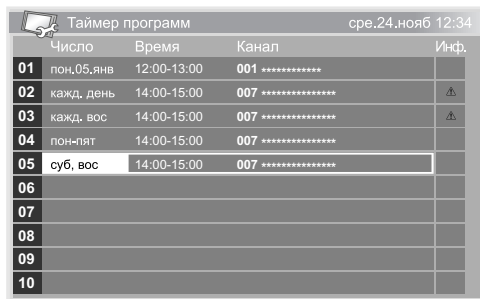 Таймер программ сре.24.нояб 12:34
Число Время Канал Инф.
01 пон.05.янв 12:00-13:00 001 ************
02 кажд. день 14:00-15:00 007 ***************
03 кажд. вос 14:00-15:00 007 ***************
04 пон-пят 14:00-15:00 007 ***************
05 суб, вос 14:00-15:00 007 ***************
06
07
08
09
10